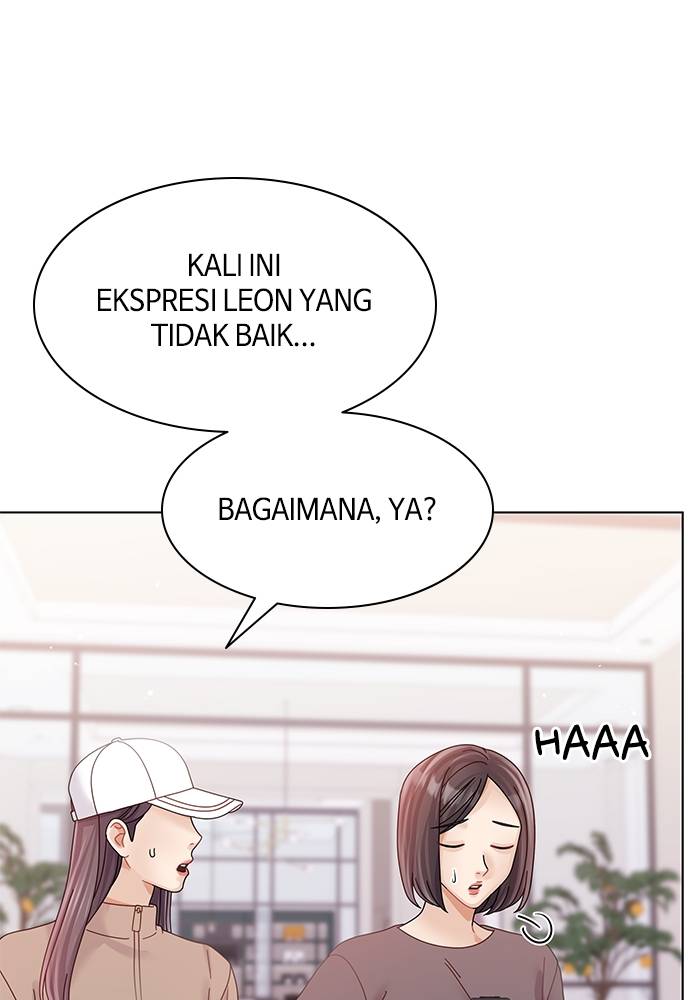 KALI INI
EKSPRESI LEON YANG
TIDAK BAIK...
BAGAIMANA, YA?
HAAA